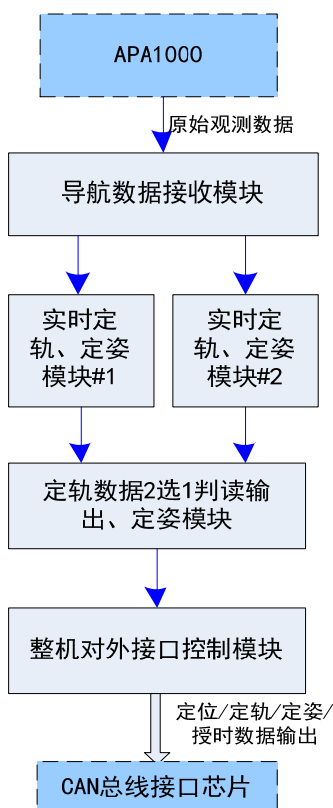 APA1000
原始观测数据
导航数据接收模块
实时定
轨、定姿
模块#1
实时定
轨、定姿
模块#2
定轨数据2选1判读输
出、定姿模块
整机对外接口控制模块
定位/定轨/定姿/
授时数据输出
CAN总线接口芯片